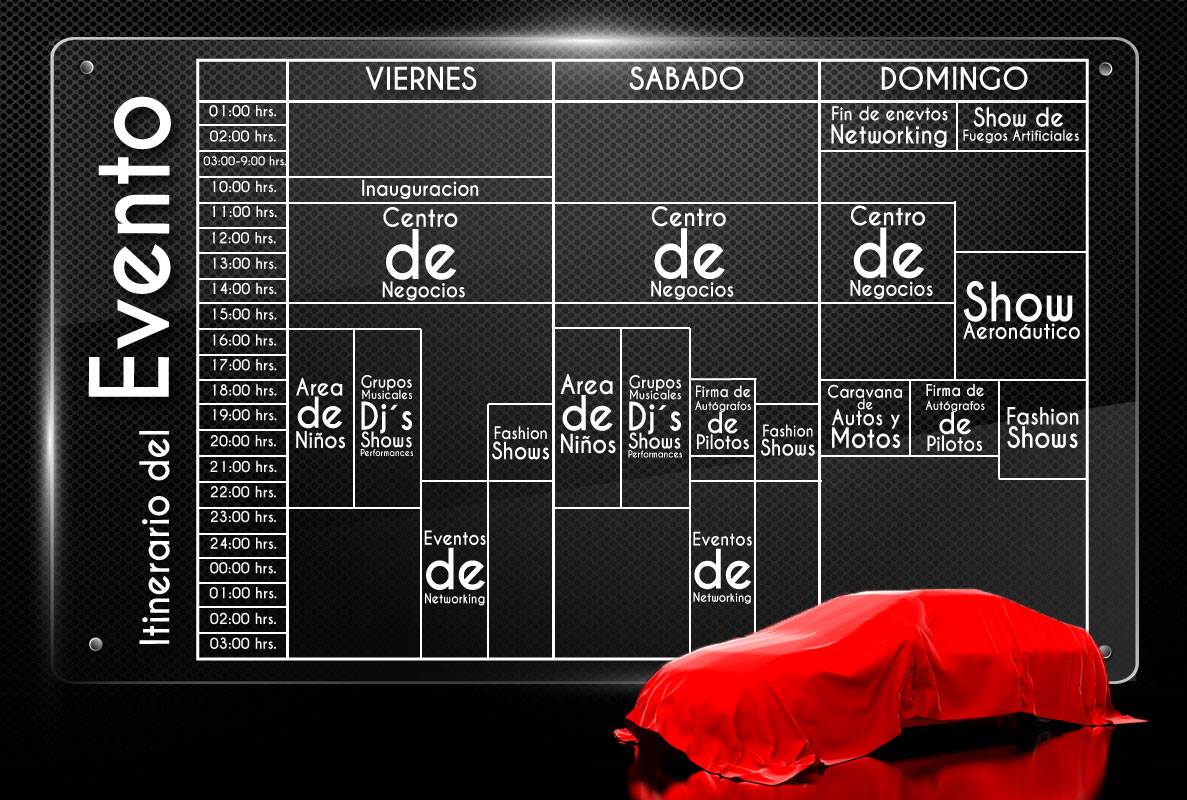 Itinerario del Evento
VIERNES
SABADO
DOMINGO
01:00 hrs.
02:00 hrs.
03:00-9:00 hrs.
10:00 hrs.
11:00 hrs.
12:00 hrs.
13:00 hrs.
14:00 hrs.
15:00 hrs.
16:00 hrs.
17:00 hrs.
18:00 hrs.
19:00 hrs.
20:00 hrs.
21:00 hrs.
22:00 hrs.
23:00 hrs.
24:00 hrs.
00:00 hrs.
01:00 hrs.
02:00 hrs.
03:00 hrs.
Inauguracion
Centro
de
Negocios
Area
de
Niños
Grupos
Musicales
Dj´s
Shows
Performances
Fashion
Shows
Eventos
de
Networking
Centro
de
Negocios
Area
de
Niños
Grupos
Musicales
Dj´s
Shows
Performances
Firma de
Autógrafos
de
Pilotos
Fashion
Shows
Eventos
de
Networking
Fin de enevtos
Networking
Show de
Fuegos Artificiales
Centro
de
Negocios
Show
Aeronáutico
Caravana
de
Autos y
Motos
Firma de
Autógrafos
de
Pilotos
Fashion
Shows